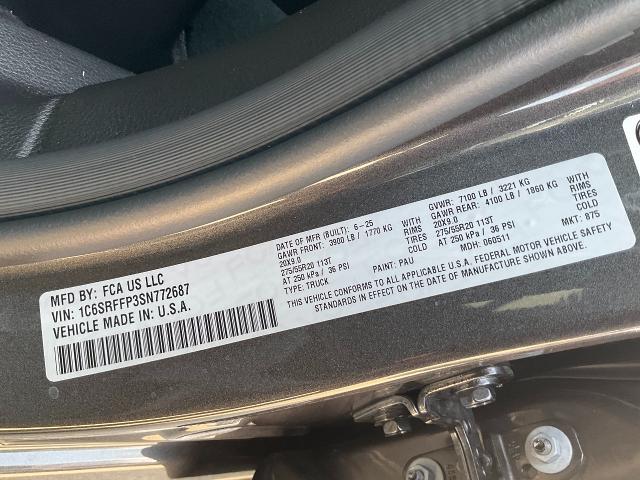 MFD BY: FCA US LLC
VIN: 1C6SRFFP3SN772687
VEHICLE MADE IN: U.S.A.
DATE OF MFR (BUILT): 6-25
GAWR FRONT: 3900 LB / 1770 KG WITH
20X9.0 RIMS
275/55R20 113T COLD
AT 250 kPa / 36 PSI
TYPE: TRUCK PAINT: PAU
GVWR: 7100 LB / 3221 KG
GAWR REAR: 4100 LB / 1860 KG WITH
20X9.0 RIMS
275/55R20 113T COLD
AT 250 kPa / 36 PSI
MDH: 060511 MKT: 875
THIS VEHICLE CONFORMS TO ALL APPLICABLE U.S.A. FEDERAL MOTOR VEHICLE SAFETY
STANDARDS IN EFFECT ON THE DATE OF MANUFACTURE SHOWN ABOVE.